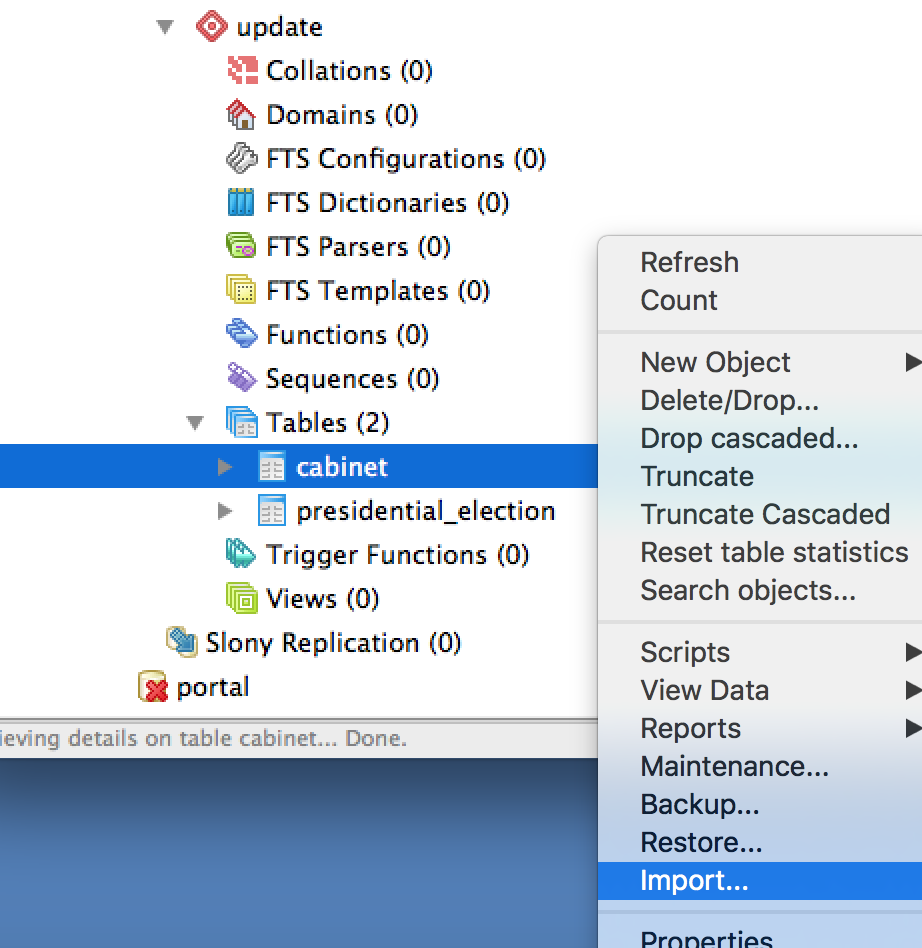 update
Collations (0)
Domains (0)
FTS Configurations (0)
FTS Dictionaries (0)
FTS Parsers (0)
FTS Templates (0)
Functions (0)
Sequences (0)
Tables (2)
cabinet
presidential_election
Trigger Functions (0)
Views (0)
Slony Replication (0)
portal
ieving details on table cabinet... Done.
Refresh
Count
New Object
Delete/Drop...
Drop cascaded...
Truncate
Truncate Cascaded
Reset table statistics
Search objects...
Scripts
View Data
Reports
Maintenance...
Backup...
Restore...
Import...
Properties